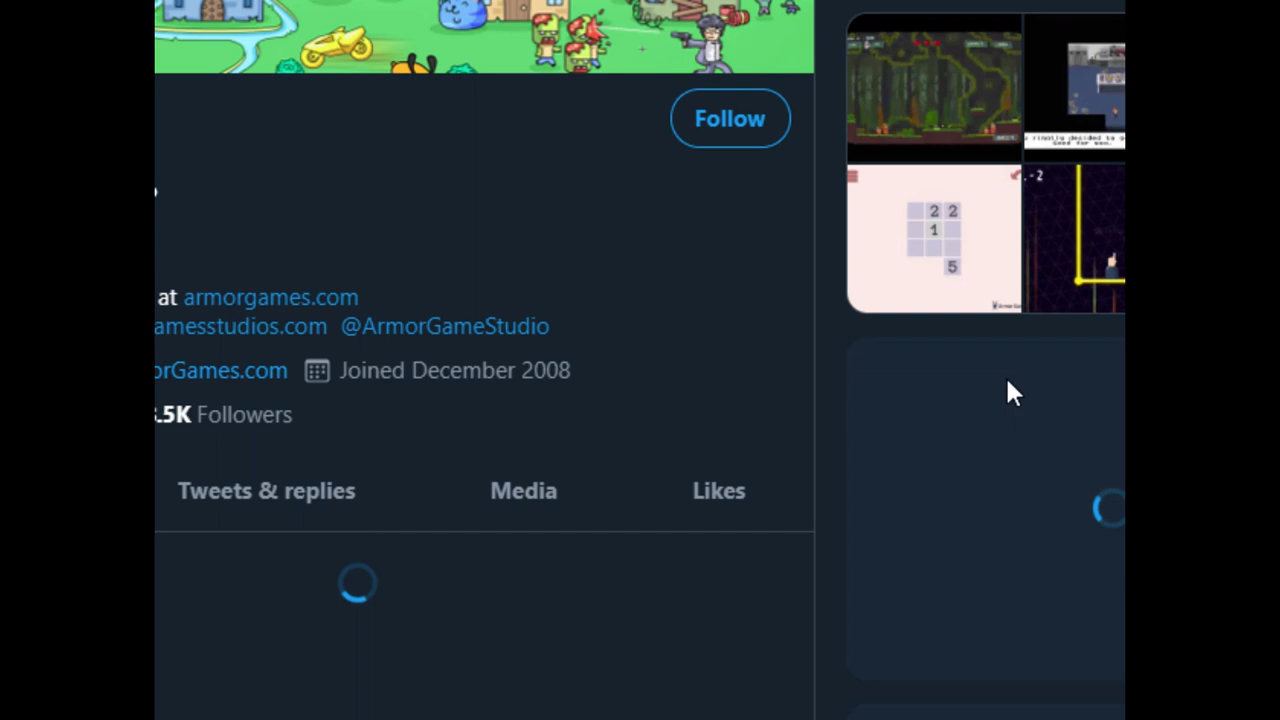 Follow
at armorgames.com
amesstudios.com @ArmorGameStudio
orGames.com Joined December 2008
.5K Followers
Tweets & replies Media Likes
2 2
1
5
-2